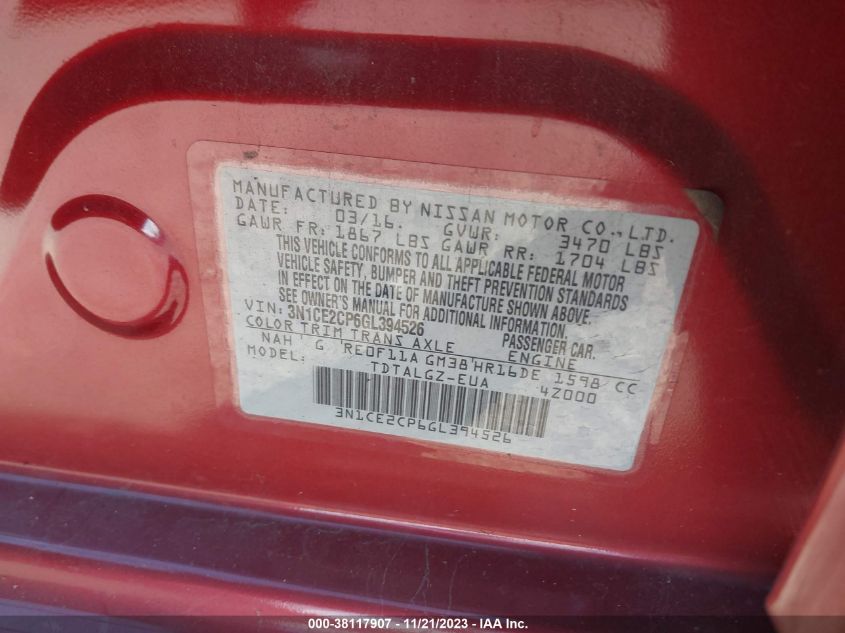 MANUFACTURED BY NISSAN MOTOR CO., LTD.
DATE: 03/16. GVWR: 3470 LBS
GAWR FR: 1867 LBS GAWR RR: 1704 LBS
THIS VEHICLE CONFORMS TO ALL APPLICABLE FEDERAL MOTOR
VEHICLE SAFETY, BUMPER AND THEFT PREVENTION STANDARDS
IN EFFECT ON THE DATE OF MANUFACTURE SHOWN ABOVE.
SEE OWNER'S MANUAL FOR ADDITIONAL INFORMATION.
VIN: 3N1CE2CP6GL394526 PASSENGER CAR.
COLOR TRIM TRANS AXLE ENGINE
NAH ' G 'RE0F11A GM38'HR16DE 1598 CC
MODEL: TDTALGZ-EUA 4Z000
3N1CE2CP6GL394526
000-38117907 - 11/21/2023 - IAAI.com